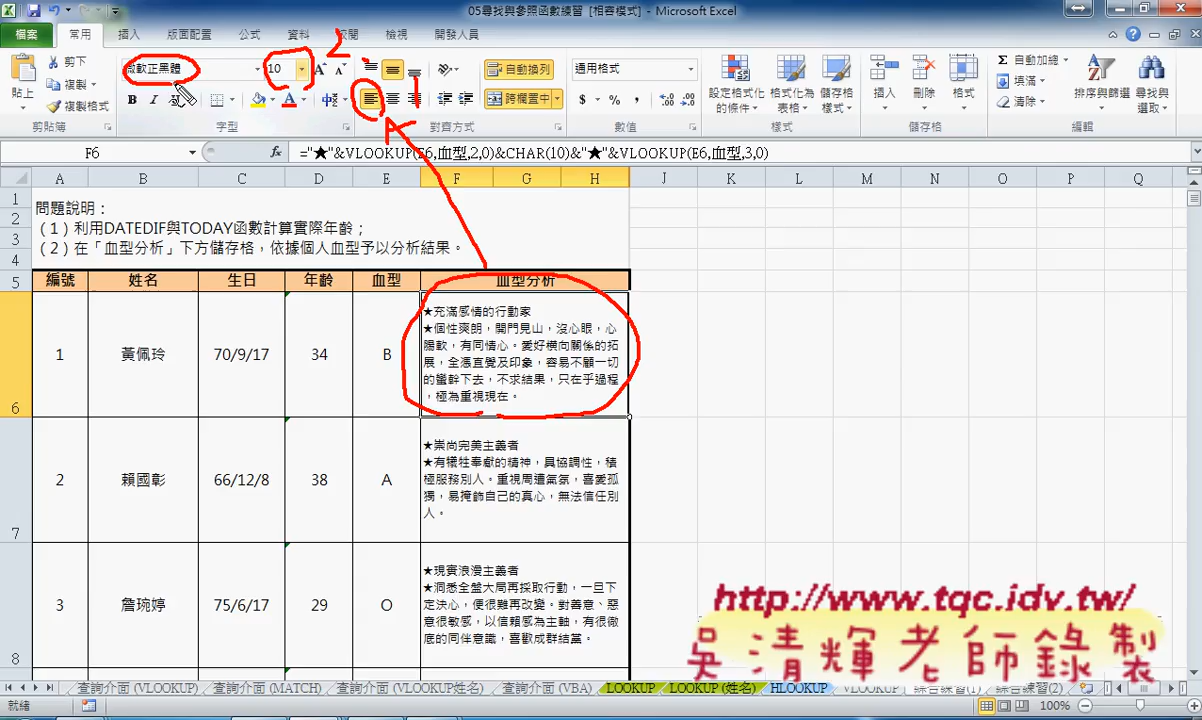 05尋找與參照函數練習 [相容模式] - Microsoft Excel
檔案 常用 插入 版面配置 公式 資料 校閱 檢視 開發人員
2
剪下 微軟正黑體 10 自動換列 通用格式 自動加總
貼上 複製 填滿
複製格式 B I 跨欄置中 $ % , 設定格式化的條件 格式化為表格 儲存格樣式 插入 刪除 格式 清除 排序與篩選 尋找與選取
剪貼簿 字型 對齊方式 數值 樣式 儲存格 編輯
F6 fx ="★"&VLOOKUP(E6,血型,2,0)&CHAR(10)&"★"&VLOOKUP(E6,血型,3,0)
A B C D E F G H J K L M N O P Q
1 問題說明：
2 （1）利用DATEDIF與TODAY函數計算實際年齡；
3 （2）在「血型分析」下方儲存格，依據個人血型予以分析結果。
4
5 編號 姓名 生日 年齡 血型 血型分析
6 1 黃佩玲 70/9/17 34 B
★充滿感情的行動家
★個性爽朗，開門見山，沒心眼，心
腸軟，有同情心。愛好橫向關係的拓
展，全憑直覺及印象，容易不顧一切
的蠻幹下去，不求結果，只在乎過程
，極為重視現在。
7 2 賴國彰 66/12/8 38 A
★崇尚完美主義者
★有犧牲奉獻的精神，具協調性，積
極服務別人。重視周遭氣氛，喜愛孤
獨，易掩飾自己的真心，無法信任別
人。
8 3 詹琬婷 75/6/17 29 O
★現實浪漫主義者
★洞悉全盤大局再採取行動，一旦下
定決心，便很難再改變。對善意、惡
意很敏感，以信賴感為主軸，有很徹
底的同伴意識，喜歡成群結黨。
http://www.tqc.idv.tw/
吳清輝老師錄製
查詢介面 (VLOOKUP) 查詢介面 (MATCH) 查詢介面 (VLOOKUP姓名) 查詢介面 (VBA) LOOKUP LOOKUP (姓名) HLOOKUP VLOOKUP 綜合練習(1) 綜合練習(2)
就緒 100%